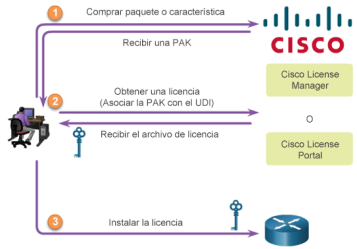 1
Comprar paquete o característica
Recibir una PAK
CISCO
Cisco License
Manager
2
Obtener una licencia
(Asociar la PAK con el UDI)
O
Recibir el archivo de licencia
Cisco License
Portal
3
Instalar la licencia